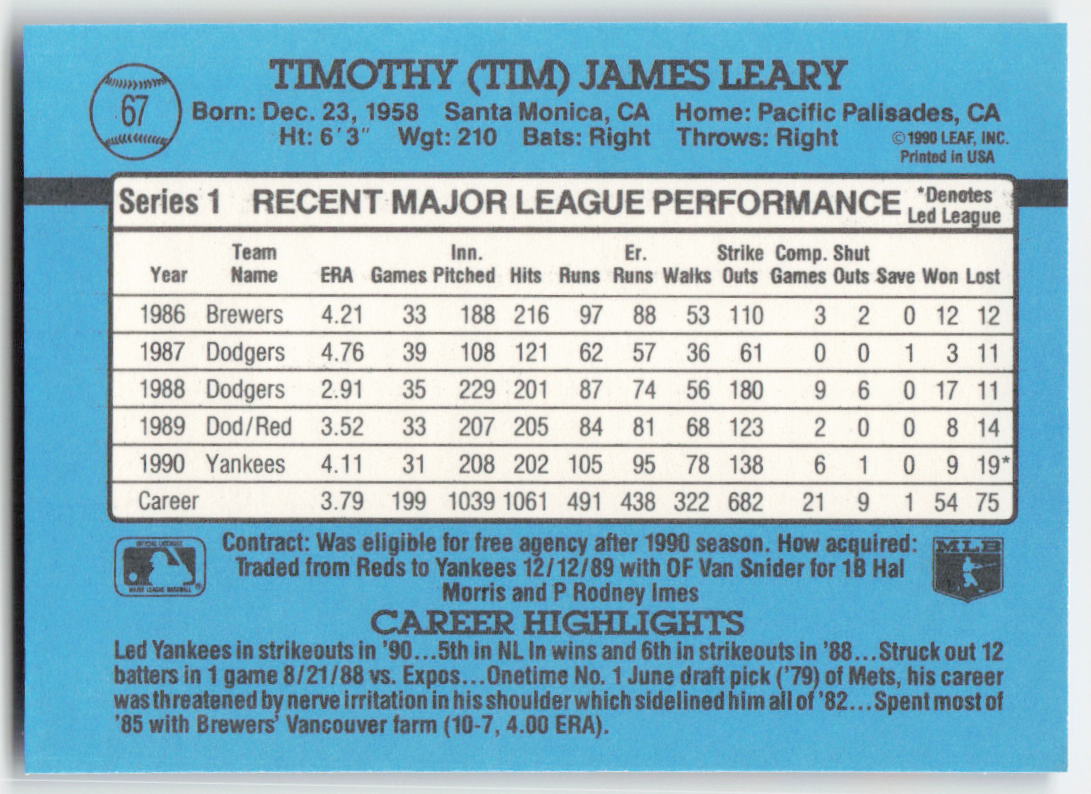 TIMOTHY (TIM) JAMES LEARY
67
Born: Dec. 23, 1958 Santa Monica, CA Home: Pacific Palisades, CA
Ht: 6´3˝ Wgt: 210 Bats: Right Throws: Right
©1990 LEAF, INC.
Printed in USA
Series 1 RECENT MAJOR LEAGUE PERFORMANCE *Denotes
Led League
Team Inn. Er. Strike Comp. Shut
Year Name ERA Games Pitched Hits Runs Runs Walks Outs Games Outs Save Won Lost
1986 Brewers 4.21 33 188 216 97 88 53 110 3 2 0 12 12
1987 Dodgers 4.76 39 108 121 62 57 36 61 0 0 1 3 11
1988 Dodgers 2.91 35 229 201 87 74 56 180 9 6 0 17 11
1989 Dod/Red 3.52 33 207 205 84 81 68 123 2 0 0 8 14
1990 Yankees 4.11 31 208 202 105 95 78 138 6 1 0 9 19*
Career 3.79 199 1039 1061 491 438 322 682 21 9 1 54 75
OFFICIAL LICENSEE
MAJOR LEAGUE BASEBALL
®
Contract: Was eligible for free agency after 1990 season. How acquired:
Traded from Reds to Yankees 12/12/89 with OF Van Snider for 1B Hal
Morris and P Rodney Imes
MLB
CAREER HIGHLIGHTS
Led Yankees in strikeouts in '90...5th in NL In wins and 6th in strikeouts in '88...Struck out 12
batters in 1 game 8/21/88 vs. Expos...Onetime No. 1 June draft pick ('79) of Mets, his career
was threatened by nerve irritation in his shoulder which sidelined him all of '82...Spent most of
'85 with Brewers' Vancouver farm (10-7, 4.00 ERA).